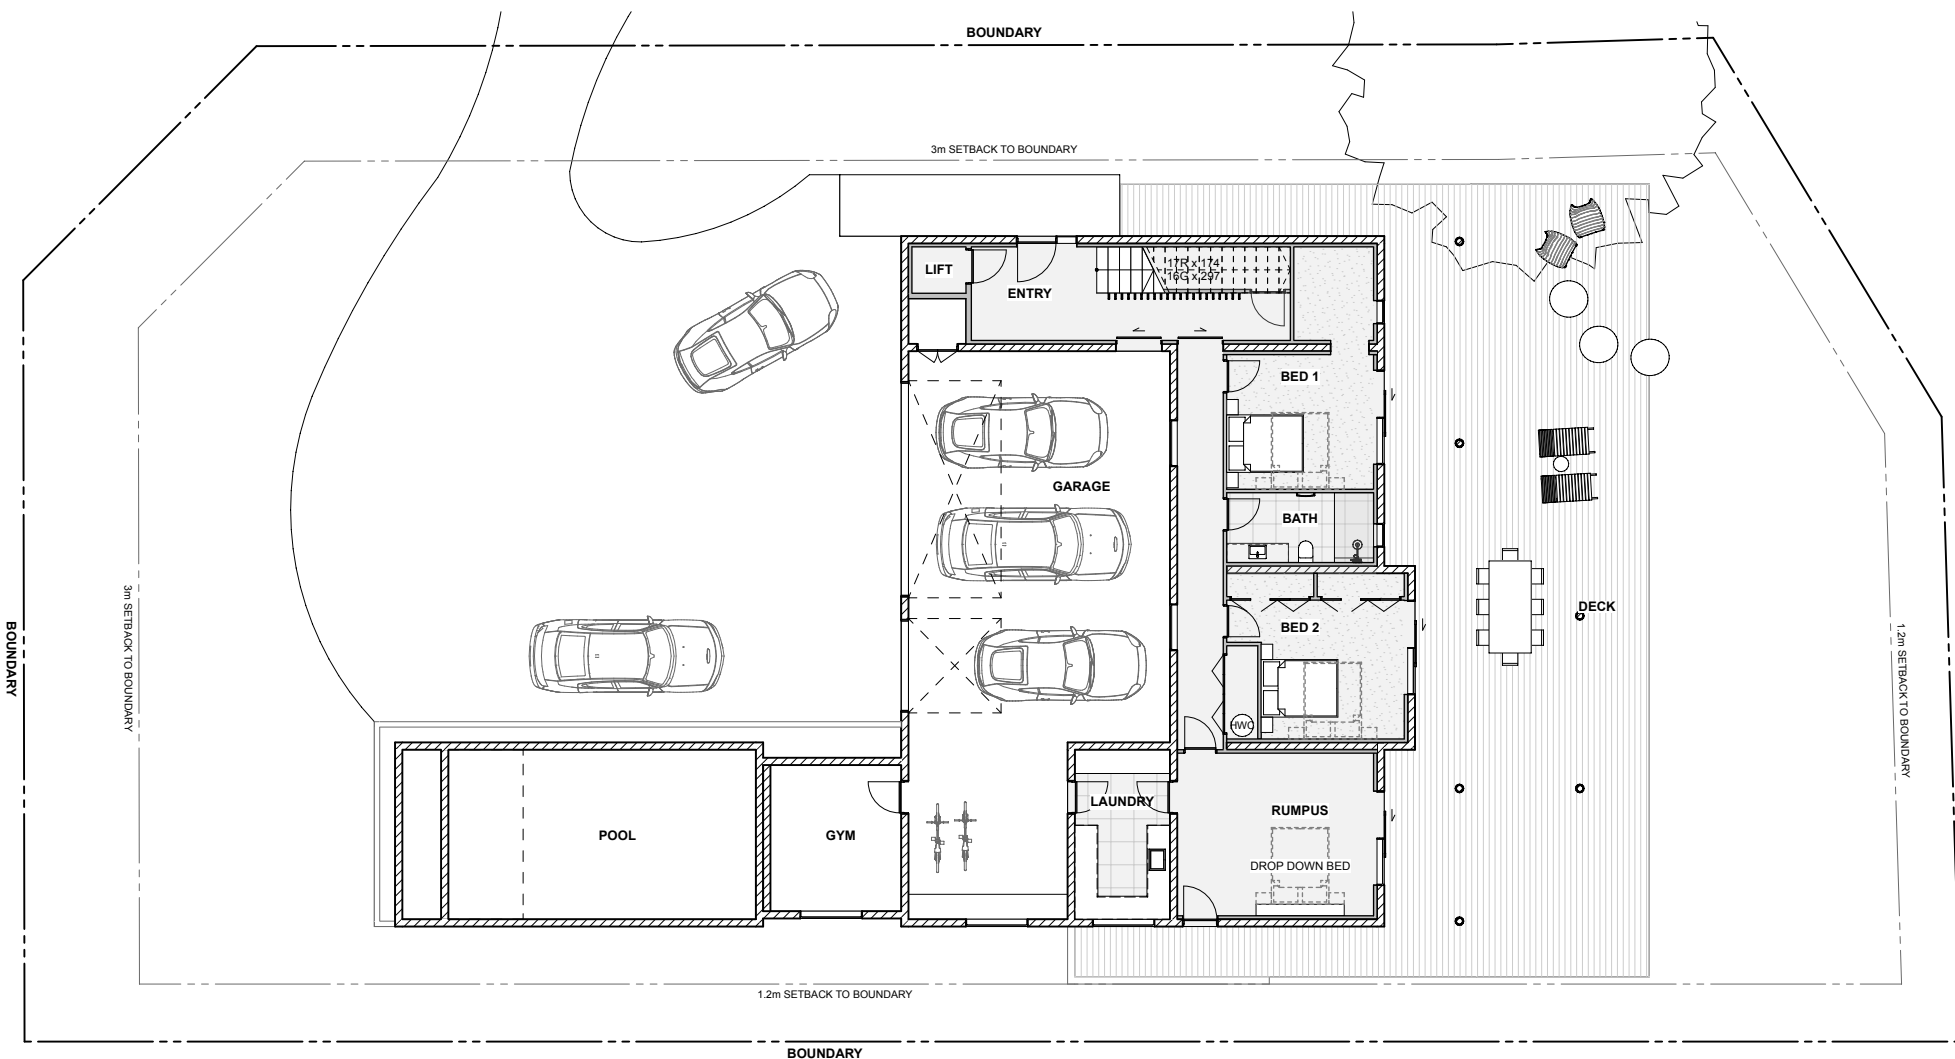 BOUNDARY
3m SETBACK TO BOUNDARY
LIFT
ENTRY
17R x 174
16G x 297
BED 1
GARAGE
BATH
BOUNDARY
3m SETBACK TO BOUNDARY
BED 2
DECK
1.2m SETBACK TO BOUNDARY
HWC
POOL
GYM
LAUNDRY
RUMPUS
DROP DOWN BED
1.2m SETBACK TO BOUNDARY
BOUNDARY